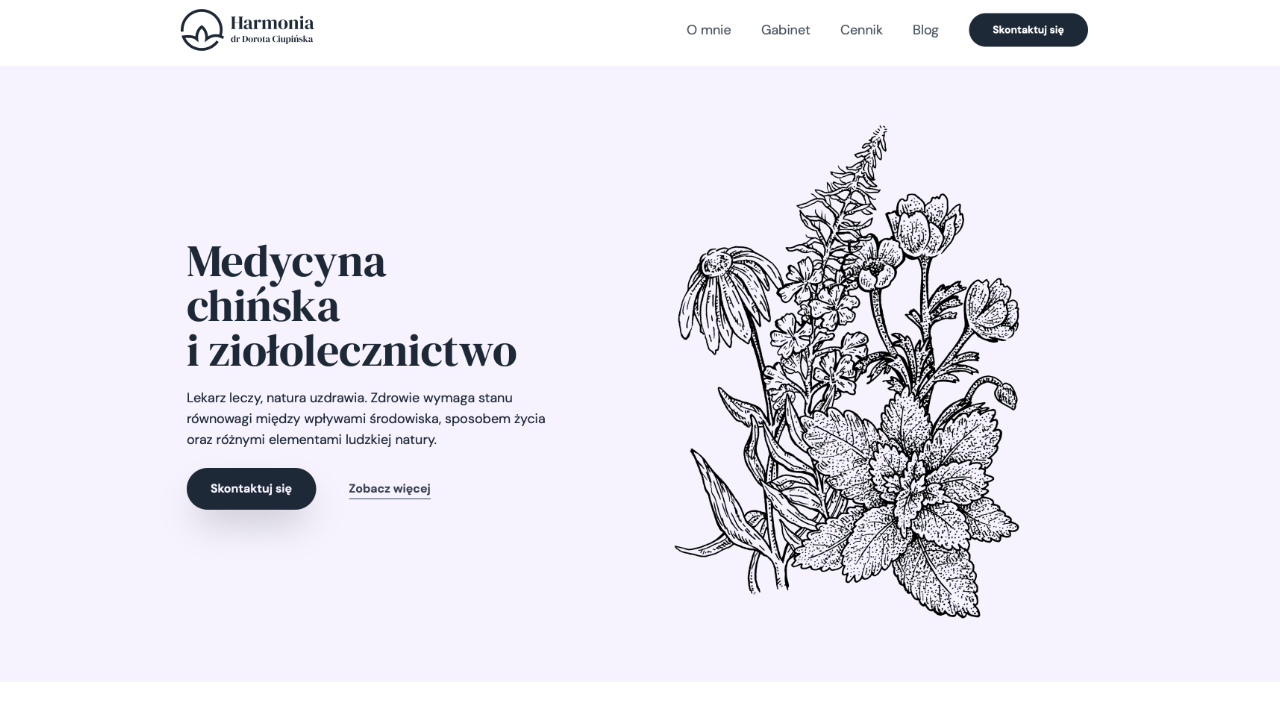 Harmonia
dr Dorota Ciupińska
O mnie
Gabinet
Cennik
Blog
Skontaktuj się
Medycyna
chińska
i ziołolecznictwo
Lekarz leczy, natura uzdrawia. Zdrowie wymaga stanu
równowagi między wpływami środowiska, sposobem życia
oraz różnymi elementami ludzkiej natury.
Skontaktuj się
Zobacz więcej